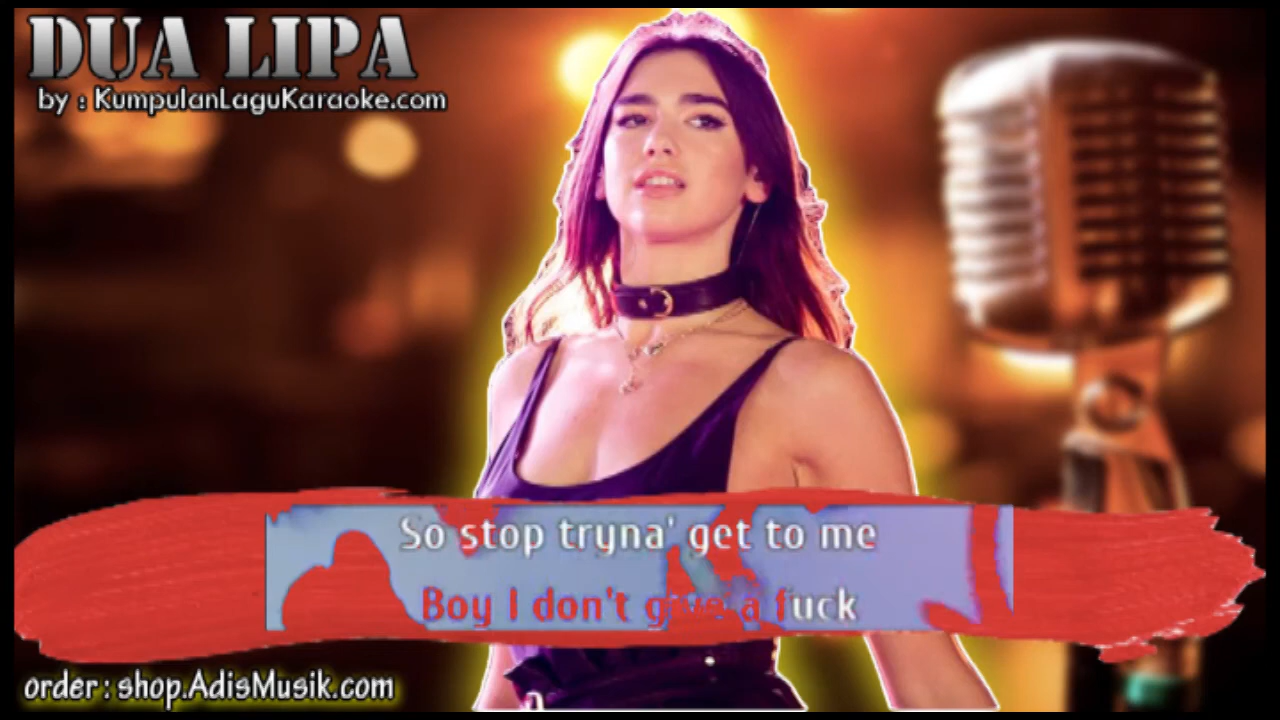 DUA LIPA
by : KumpulanLaguKaraoke.com
So stop tryna' get to me
Boy I don't give a fuck
order : shop.AdisMusik.com